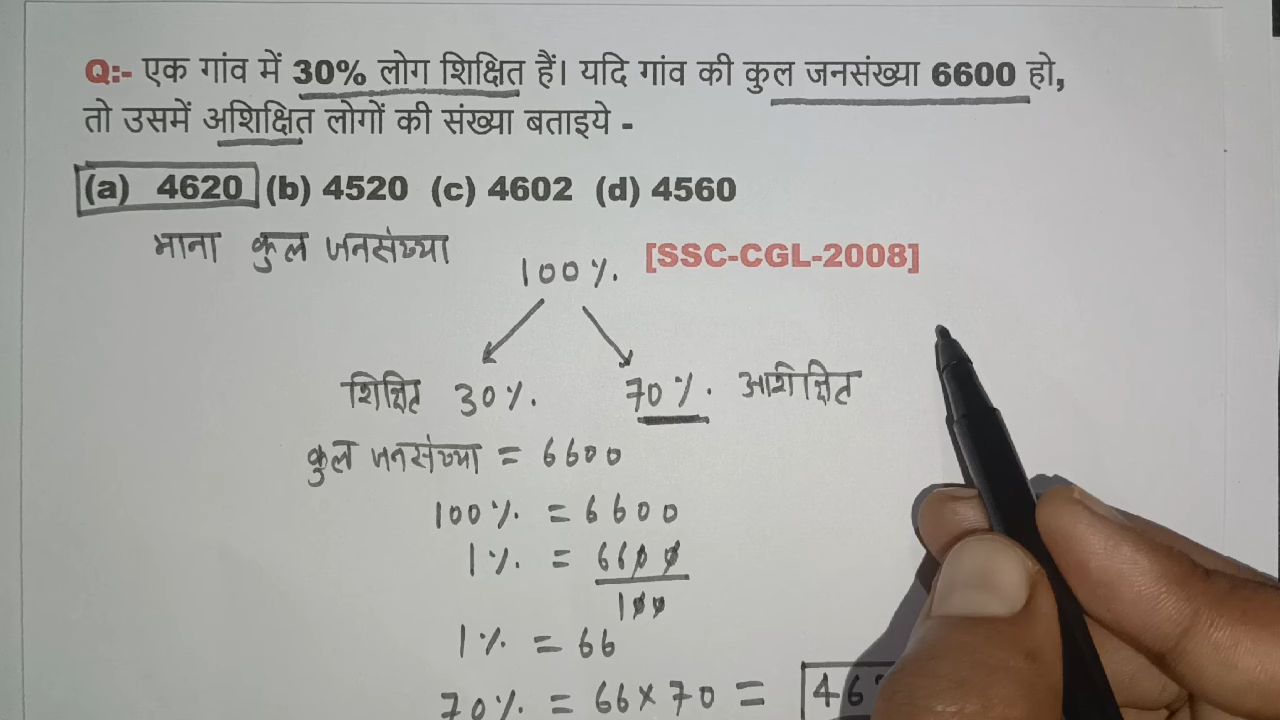 Q:- एक गांव में 30% लोग शिक्षित हैं। यदि गांव की कुल जनसंख्या 6600 हो,
तो उसमें अशिक्षित लोगों की संख्या बताइये -
(a) 4620 (b) 4520 (c) 4602 (d) 4560
माना कुल जनसंख्या
100%. [SSC-CGL-2008]
शिक्षित 30%. 70%. अशिक्षित
कुल जनसंख्या = 6600
100% = 6600
1% = 6600
100
1% = 66
70% = 66×70 =